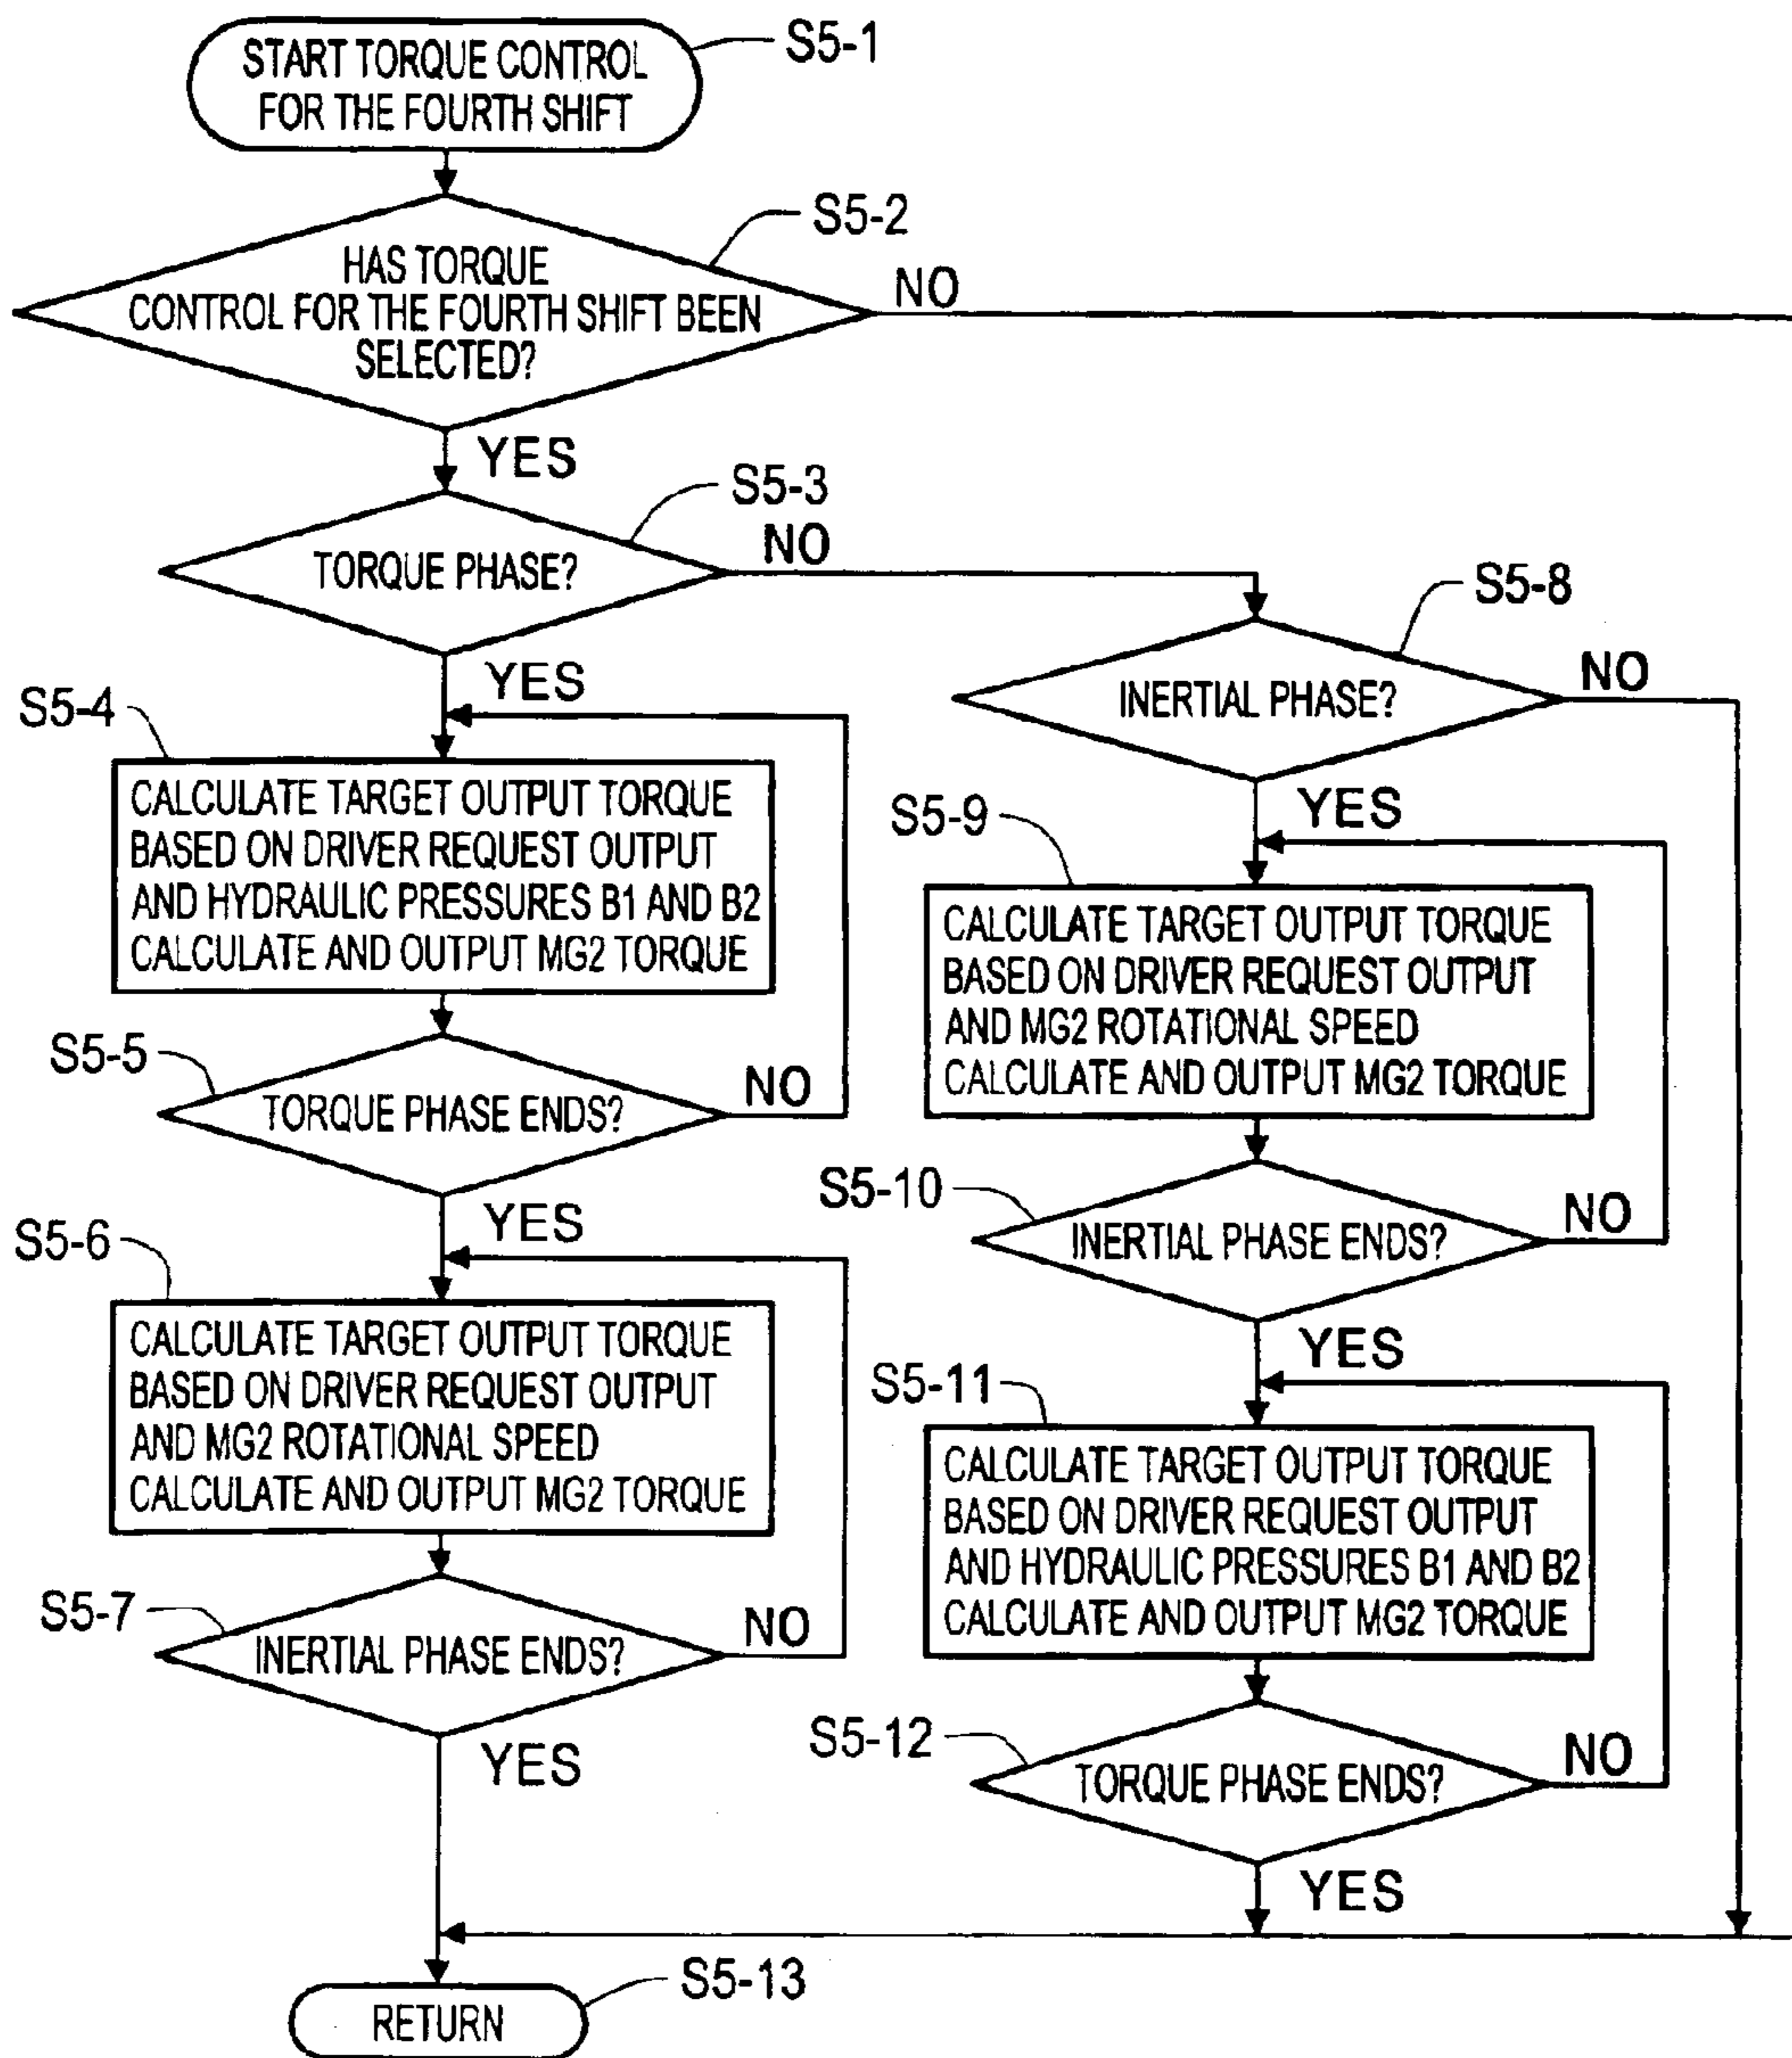 START TORQUE CONTROL
FOR THE FOURTH SHIFT
S5-1
HAS TORQUE
CONTROL FOR THE FOURTH SHIFT BEEN
SELECTED?
S5-2
NO
YES
TORQUE PHASE?
S5-3
NO
YES
S5-4
CALCULATE TARGET OUTPUT TORQUE
BASED ON DRIVER REQUEST OUTPUT
AND HYDRAULIC PRESSURES B1 AND B2
CALCULATE AND OUTPUT MG2 TORQUE
S5-5
TORQUE PHASE ENDS?
NO
YES
S5-6
CALCULATE TARGET OUTPUT TORQUE
BASED ON DRIVER REQUEST OUTPUT
AND MG2 ROTATIONAL SPEED
CALCULATE AND OUTPUT MG2 TORQUE
S5-7
INERTIAL PHASE ENDS?
NO
YES
S5-8
INERTIAL PHASE?
NO
YES
S5-9
CALCULATE TARGET OUTPUT TORQUE
BASED ON DRIVER REQUEST OUTPUT
AND MG2 ROTATIONAL SPEED
CALCULATE AND OUTPUT MG2 TORQUE
S5-10
INERTIAL PHASE ENDS?
NO
YES
S5-11
CALCULATE TARGET OUTPUT TORQUE
BASED ON DRIVER REQUEST OUTPUT
AND HYDRAULIC PRESSURES B1 AND B2
CALCULATE AND OUTPUT MG2 TORQUE
S5-12
TORQUE PHASE ENDS?
NO
YES
S5-13
RETURN